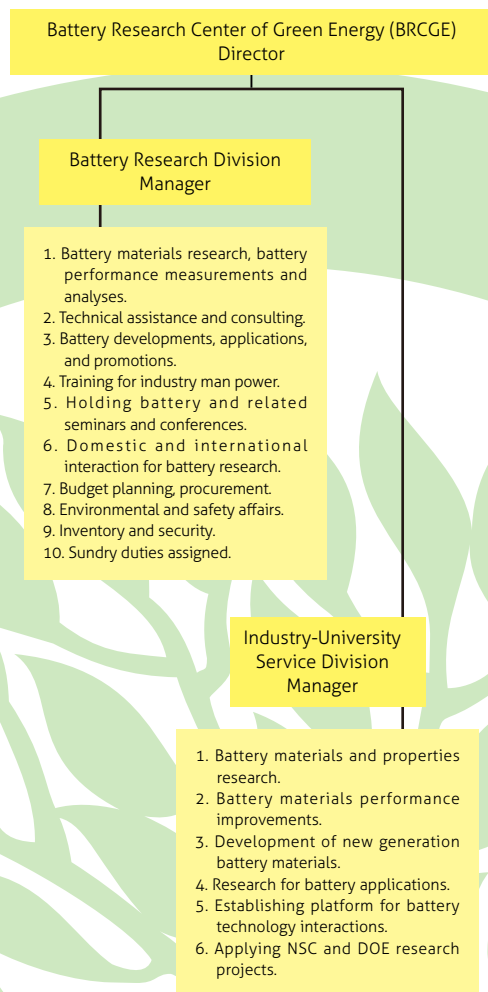 Battery Research Center of Green Energy (BRCGE)
Director
Battery Research Division
Manager
1. Battery materials research, battery
performance measurements and
analyses.
2. Technical assistance and consulting.
3. Battery developments, applications,
and promotions.
4. Training for industry man power.
5. Holding battery and related
seminars and conferences.
6. Domestic and international
interaction for battery research.
7. Budget planning, procurement.
8. Environmental and safety affairs.
9. Inventory and security.
10. Sundry duties assigned.
Industry-University
Service Division
Manager
1. Battery materials and properties
research.
2. Battery materials performance
improvements.
3. Development of new generation
battery materials.
4. Research for battery applications.
5. Establishing platform for battery
technology interactions.
6. Applying NSC and DOE research
projects.